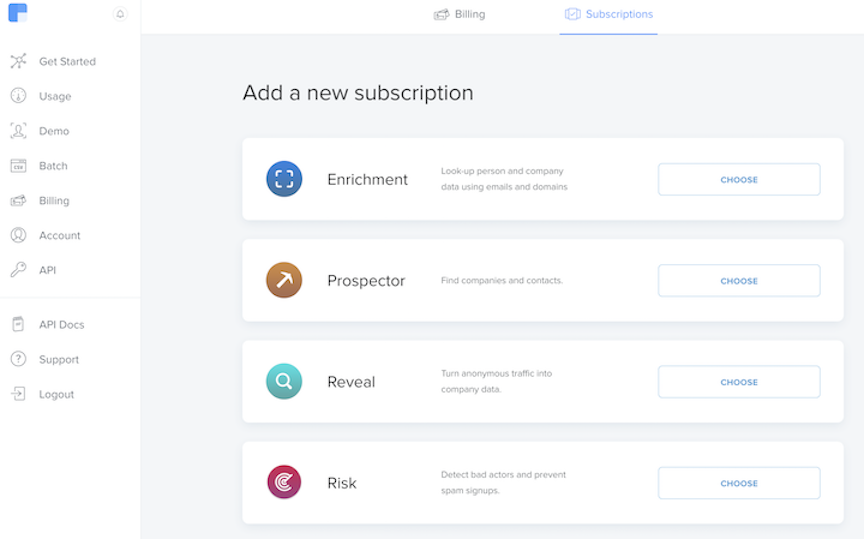 Billing
Subscriptions
Get Started
Usage
Demo
CSV
Batch
Billing
Account
API
API Docs
Support
Logout
Add a new subscription
Enrichment
Look-up person and company
data using emails and domains
CHOOSE
Prospector
Find companies and contacts.
CHOOSE
Reveal
Turn anonymous traffic into
company data.
CHOOSE
Risk
Detect bad actors and prevent
spam signups.
CHOOSE